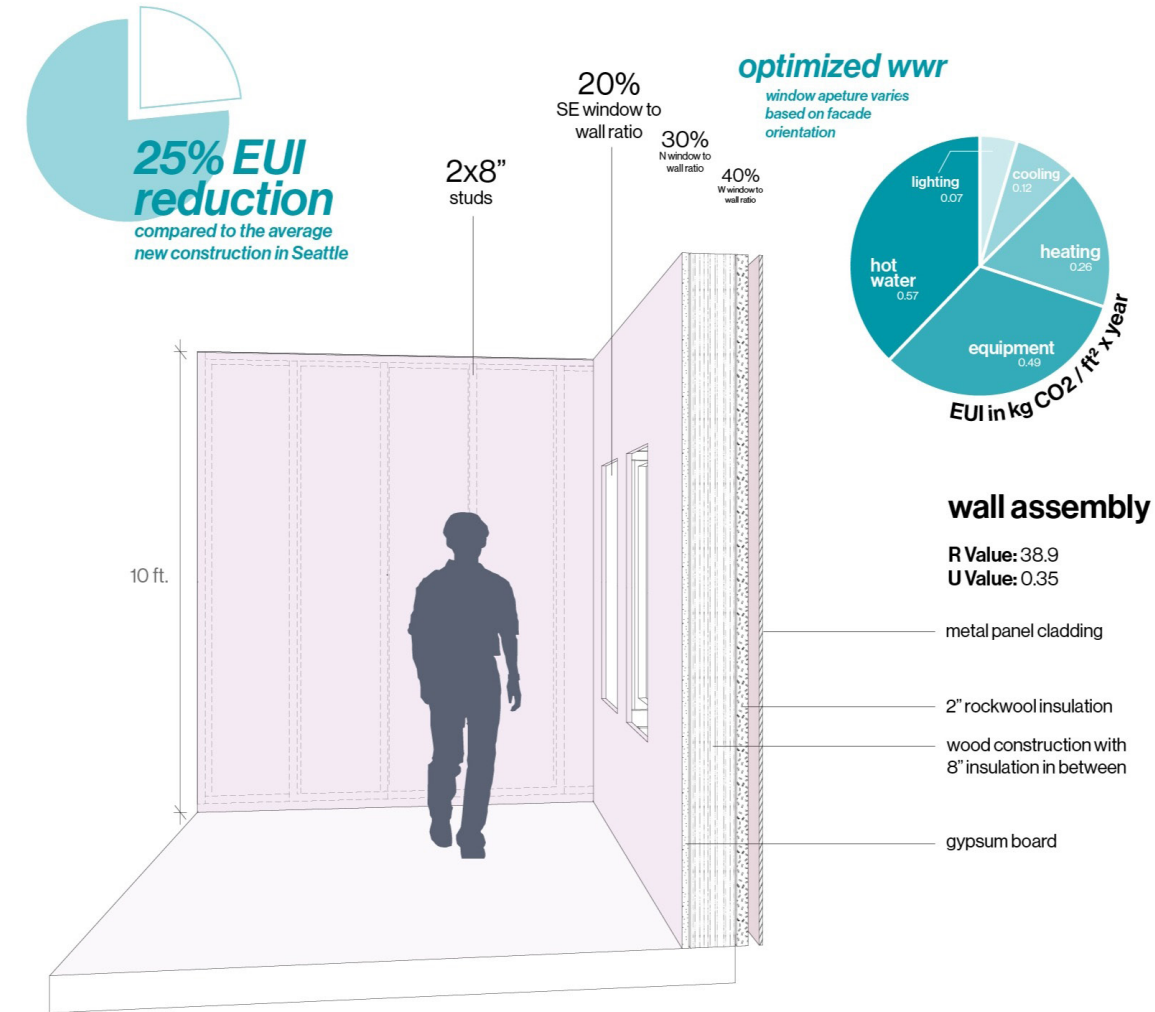 25% EUI
reduction
compared to the average
new construction in Seattle
2x8”
studs
20%
SE window to
wall ratio
30%
N window to
wall ratio
40%
W window to
wall ratio
optimized wwr
window apeture varies
based on facade
orientation
lighting
0.07
cooling
0.12
heating
0.26
hot
water
0.57
equipment
0.49
EUI in kg CO2 / ft² x year
10 ft.
wall assembly
R Value: 38.9
U Value: 0.35
metal panel cladding
2” rockwool insulation
wood construction with
8” insulation in between
gypsum board